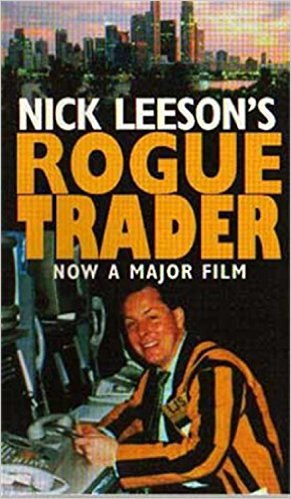 NICK LEESON'S
ROGUE
TRADER
NOW A MAJOR FILM